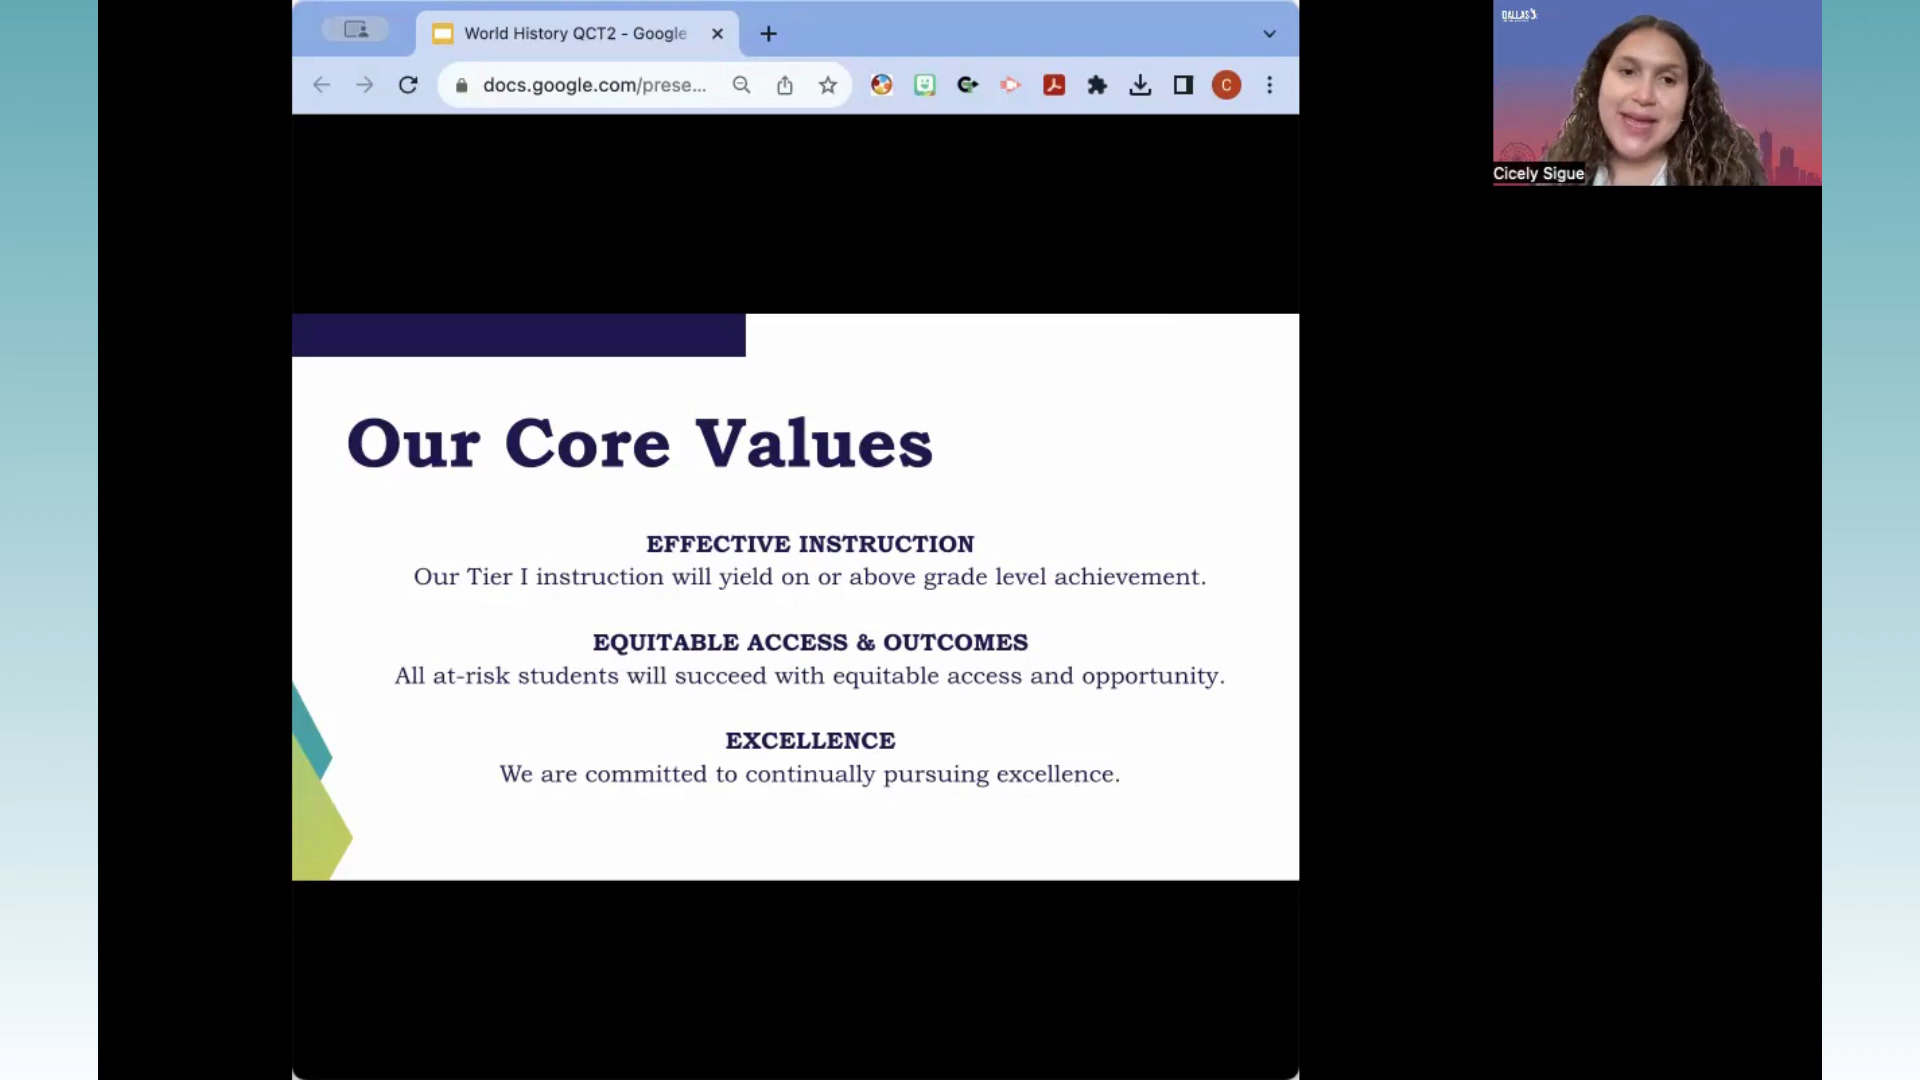 World History QCT2 - Google
docs.google.com/prese...
C
DALLAS
Cicely Sigue
Our Core Values
EFFECTIVE INSTRUCTION
Our Tier I instruction will yield on or above grade level achievement.
EQUITABLE ACCESS & OUTCOMES
All at-risk students will succeed with equitable access and opportunity.
EXCELLENCE
We are committed to continually pursuing excellence.